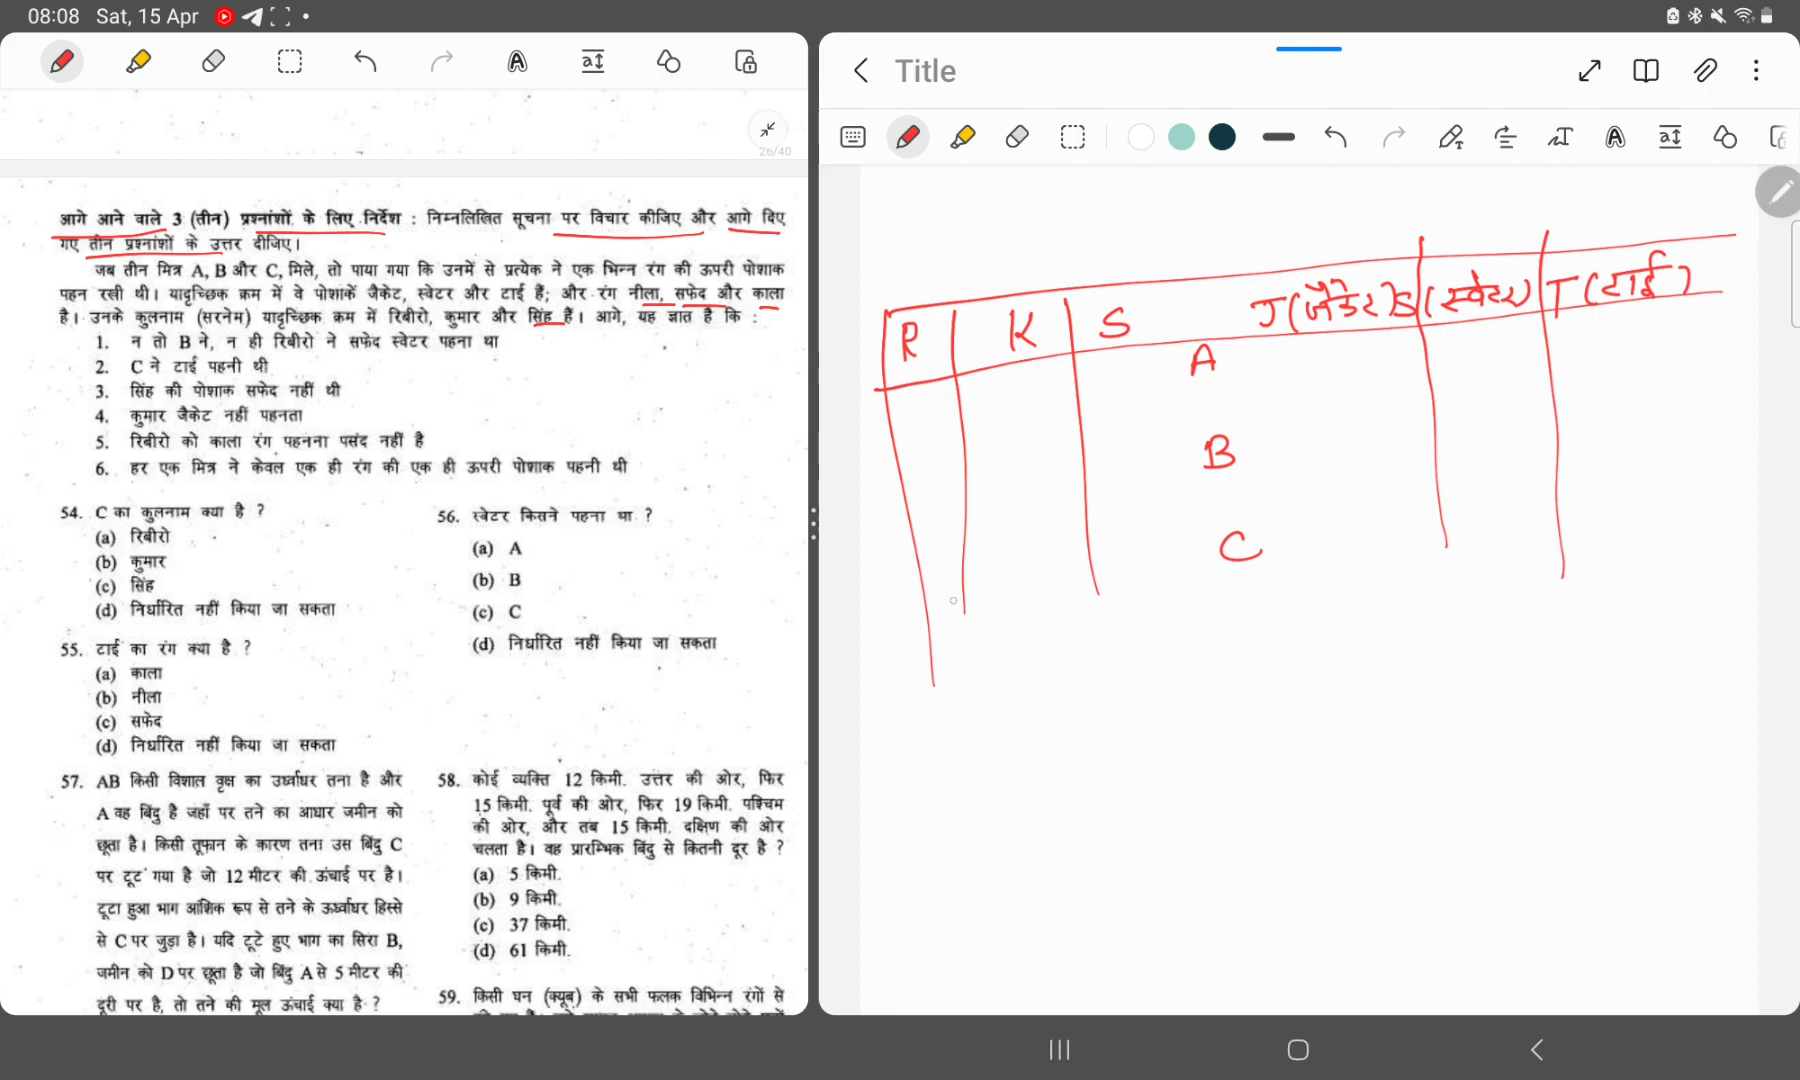 08:08 Sat, 15 Apr
26/40
आगे आने वाले 3 (तीन) प्रश्नांशों के लिए निर्देश : निम्नलिखित सूचना पर विचार कीजिए और आगे दिए
गए तीन प्रश्नांशों के उत्तर दीजिए।
जब तीन मित्र A, B और C, मिले, तो पाया गया कि उनमें से प्रत्येक ने एक भिन्न रंग की ऊपरी पोशाक
पहन रखी थी। यादृच्छिक क्रम में वे पोशाकें जैकेट, स्वेटर और टाई हैं; और रंग नीला, सफेद और काला
है। उनके कुलनाम (सरनेम) यादृच्छिक क्रम में रिबीरो, कुमार और सिंह हैं। आगे, यह ज्ञात है कि :
1. न तो B ने, न ही रिबीरो ने सफेद स्वेटर पहना था
2. C ने टाई पहनी थी
3. सिंह की पोशाक सफेद नहीं थी
4. कुमार जैकेट नहीं पहनता
5. रिबीरो को काला रंग पहनना पसंद नहीं है
6. हर एक मित्र ने केवल एक ही रंग की एक ही ऊपरी पोशाक पहनी थी
54. C का कुलनाम क्या है ?
(a) रिबीरो
(b) कुमार
(c) सिंह
(d) निर्धारित नहीं किया जा सकता
55. टाई का रंग क्या है ?
(a) काला
(b) नीला
(c) सफेद
(d) निर्धारित नहीं किया जा सकता
56. स्वेटर किसने पहना था ?
(a) A
(b) B
(c) C
(d) निर्धारित नहीं किया जा सकता
57. AB किसी विशाल वृक्ष का उर्ध्वाधर तना है और
A वह बिंदु है जहाँ पर तने का आधार जमीन को
छूता है। किसी तूफान के कारण तना उस बिंदु C
पर टूट गया है जो 12 मीटर की ऊंचाई पर है।
टूटा हुआ भाग आंशिक रूप से तने के ऊर्ध्वाधर हिस्से
से C पर जुड़ा है। यदि टूटे हुए भाग का सिरा B,
जमीन को D पर छूता है जो बिंदु A से 5 मीटर की
दूरी पर है, तो तने की मूल ऊंचाई क्या है ?
58. कोई व्यक्ति 12 किमी. उत्तर की ओर, फिर
15 किमी. पूर्व की ओर, फिर 19 किमी. पश्चिम
की ओर, और तब 15 किमी. दक्षिण की ओर
चलता है। वह प्रारम्भिक बिंदु से कितनी दूर है ?
(a) 5 किमी.
(b) 9 किमी.
(c) 37 किमी.
(d) 61 किमी.
59. किसी घन (क्यूब) के सभी फलक विभिन्न रंगों से
Title
R K S J (जैकेट) S (स्वेटर) T (टाई)
A
B
C